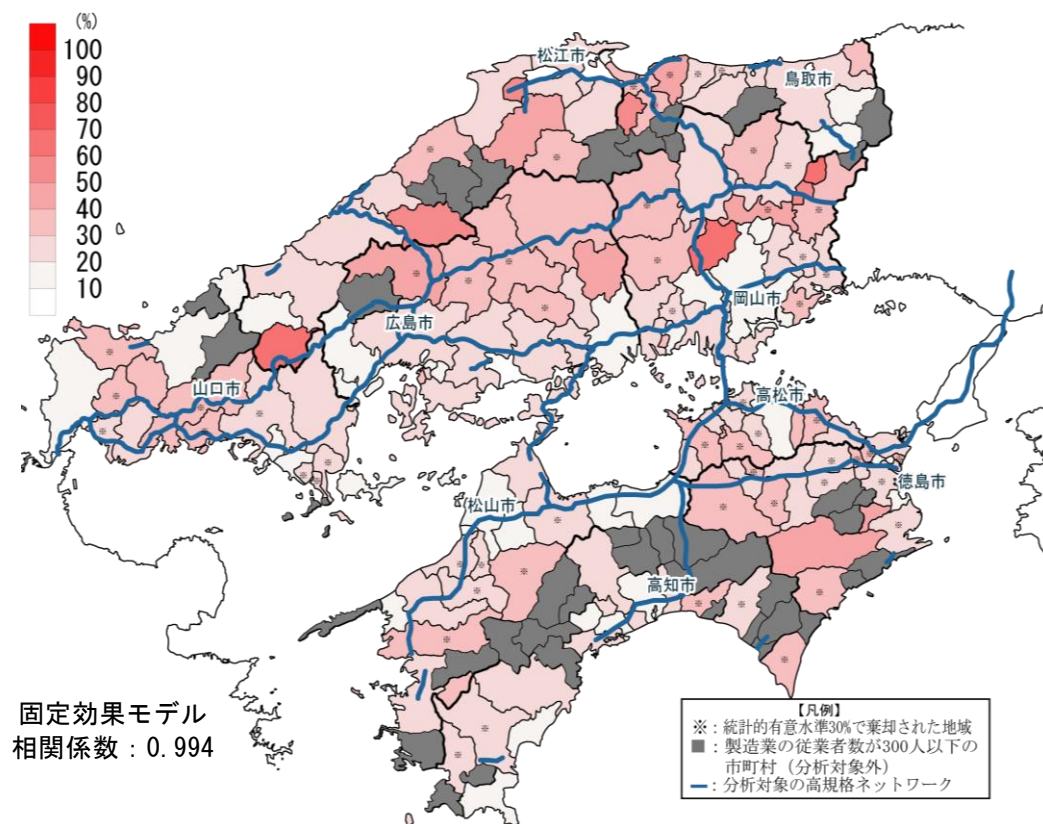 (%)
100
90
80
70
60
50
40
30
20
10
松江市
鳥取市
岡山市
広島市
山口市
高松市
徳島市
松山市
高知市
固定効果モデル
相関係数：0.994
【凡例】
※：統計的有意水準30%で棄却された地域
■：製造業の従業者数が300人以下の
市町村（分析対象外）
━：分析対象の高規格ネットワーク